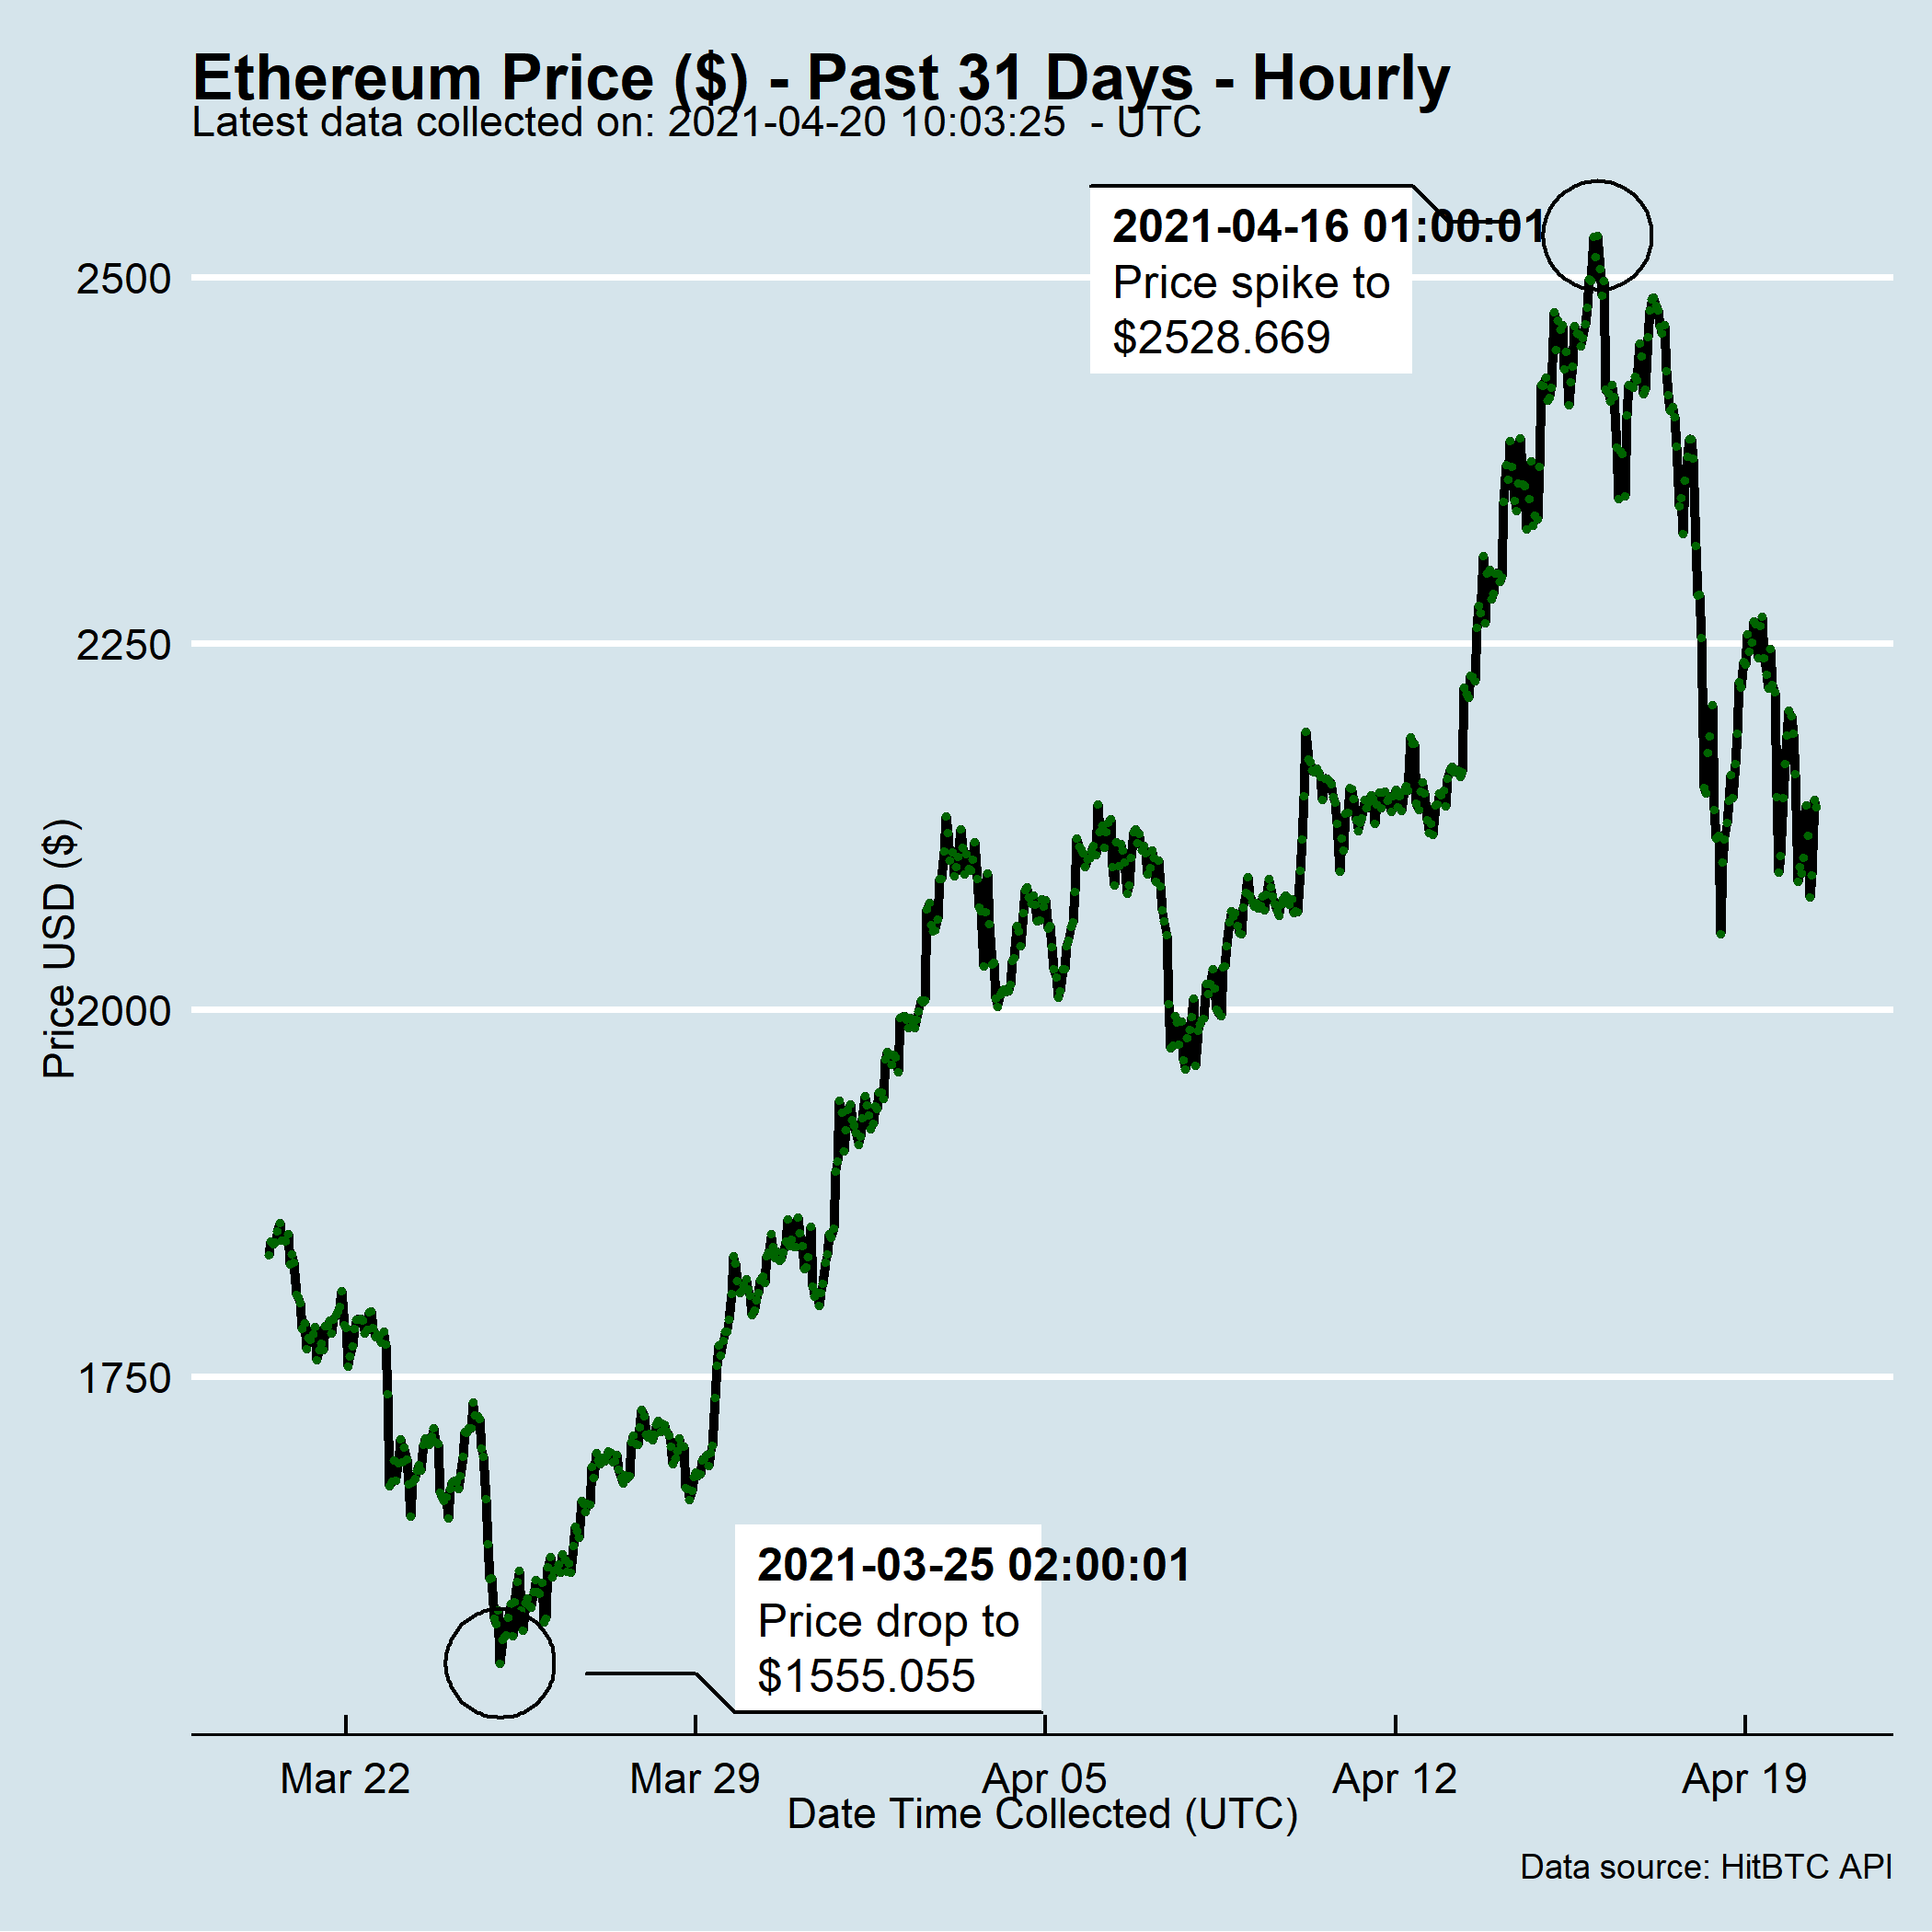 Ethereum Price ($) - Past 31 Days - Hourly
Latest data collected on: 2021-04-20 10:03:25  - UTC
2021-04-16 01:00:01
Price spike to
$2528.669
2500
2250
2000
1750
Price USD ($)
2021-03-25 02:00:01
Price drop to
$1555.055
Mar 22
Mar 29
Apr 05
Apr 12
Apr 19
Date Time Collected (UTC)
Data source: HitBTC API